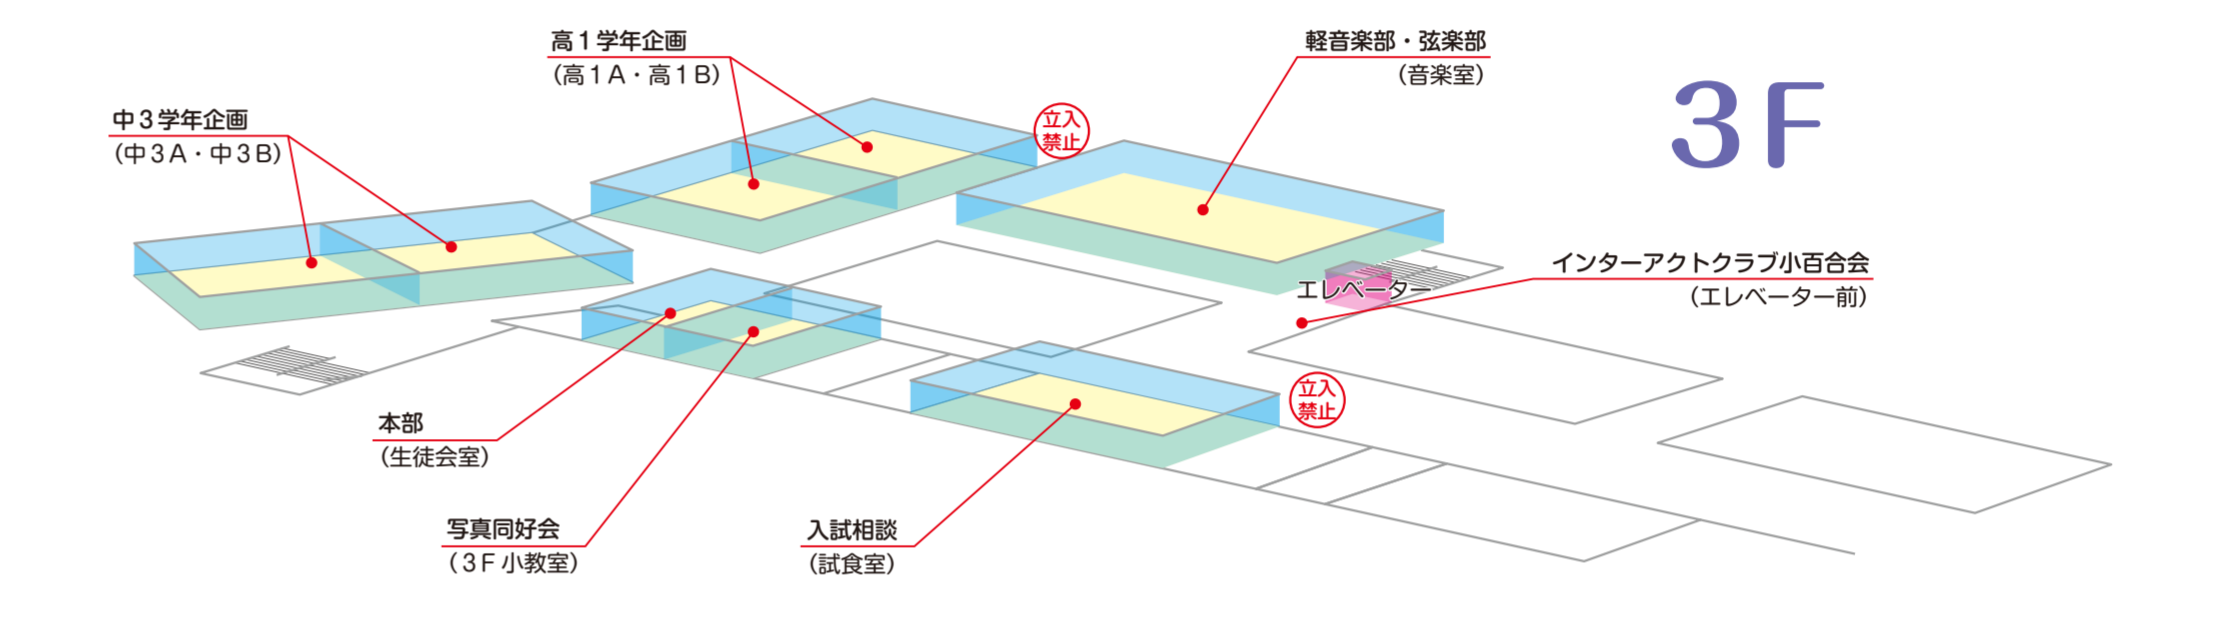 高１学年企画
（高１Ａ・高１Ｂ）
軽音楽部・弦楽部
（音楽室）
３Ｆ
中３学年企画
（中３Ａ・中３Ｂ）
立入
禁止
インターアクトクラブ小百合会
（エレベーター前）
エレベーター
立入
禁止
本部
（生徒会室）
写真同好会
（３Ｆ小教室）
入試相談
（試食室）